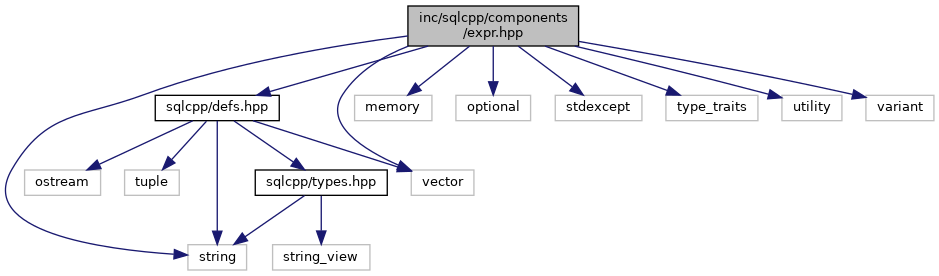 inc/sqlcpp/components
/expr.hpp
sqlcpp/defs.hpp
memory
optional
stdexcept
type_traits
utility
variant
ostream
tuple
sqlcpp/types.hpp
vector
string
string_view